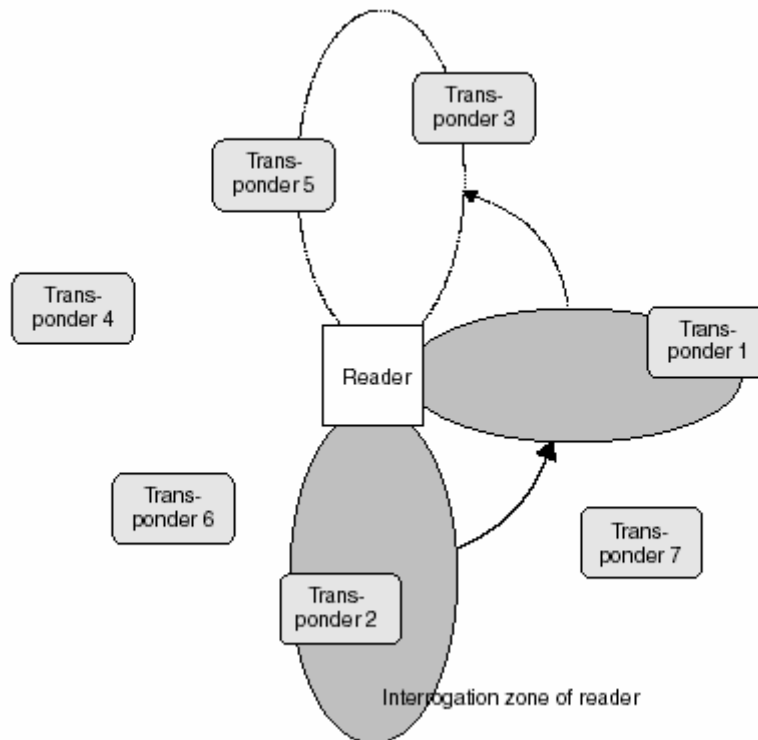 Trans-
ponder 3
Trans-
ponder 5
Trans-
ponder 4
Trans-
ponder 1
Reader
Trans-
ponder 6
Trans-
ponder 7
Trans-
ponder 2
Interrogation zone of reader